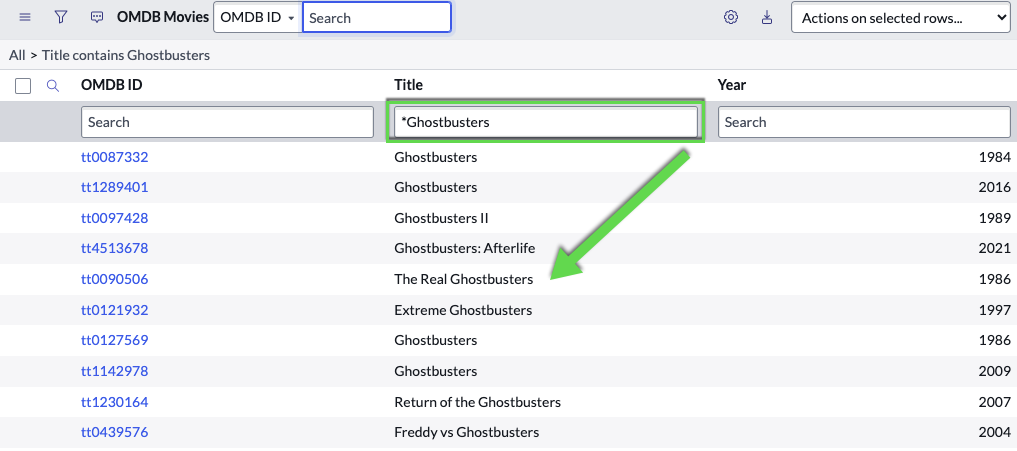 OMDB Movies OMDB ID Search Actions on selected rows...
All > Title contains Ghostbusters
OMDB ID Title Year
Search *Ghostbusters Search
tt0087332 Ghostbusters 1984
tt1289401 Ghostbusters 2016
tt0097428 Ghostbusters II 1989
tt4513678 Ghostbusters: Afterlife 2021
tt0090506 The Real Ghostbusters 1986
tt0121932 Extreme Ghostbusters 1997
tt0127569 Ghostbusters 1986
tt1142978 Ghostbusters 2009
tt1230164 Return of the Ghostbusters 2007
tt0439576 Freddy vs Ghostbusters 2004